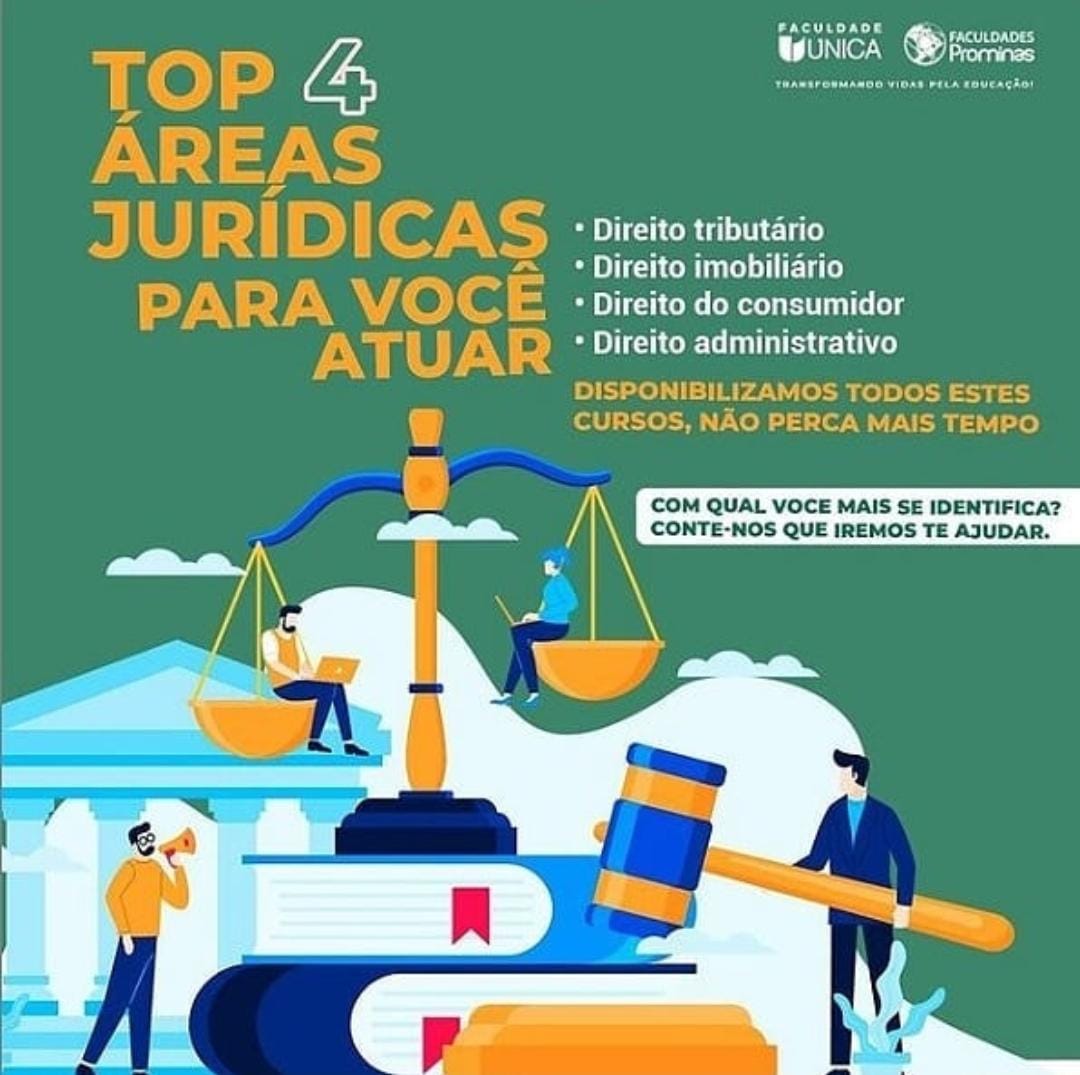 FACULDADE
UNICA
FACULDADES
Prominas
TRANSFORMANDO VIDAS PELA EDUCAÇÃO!
TOP 4
ÁREAS
JURÍDICAS
PARA VOCÊ
ATUAR
• Direito tributário
• Direito imobiliário
• Direito do consumidor
• Direito administrativo
DISPONIBILIZAMOS TODOS ESTES
CURSOS, NÃO PERCA MAIS TEMPO
COM QUAL VOCE MAIS SE IDENTIFICA?
CONTE-NOS QUE IREMOS TE AJUDAR.